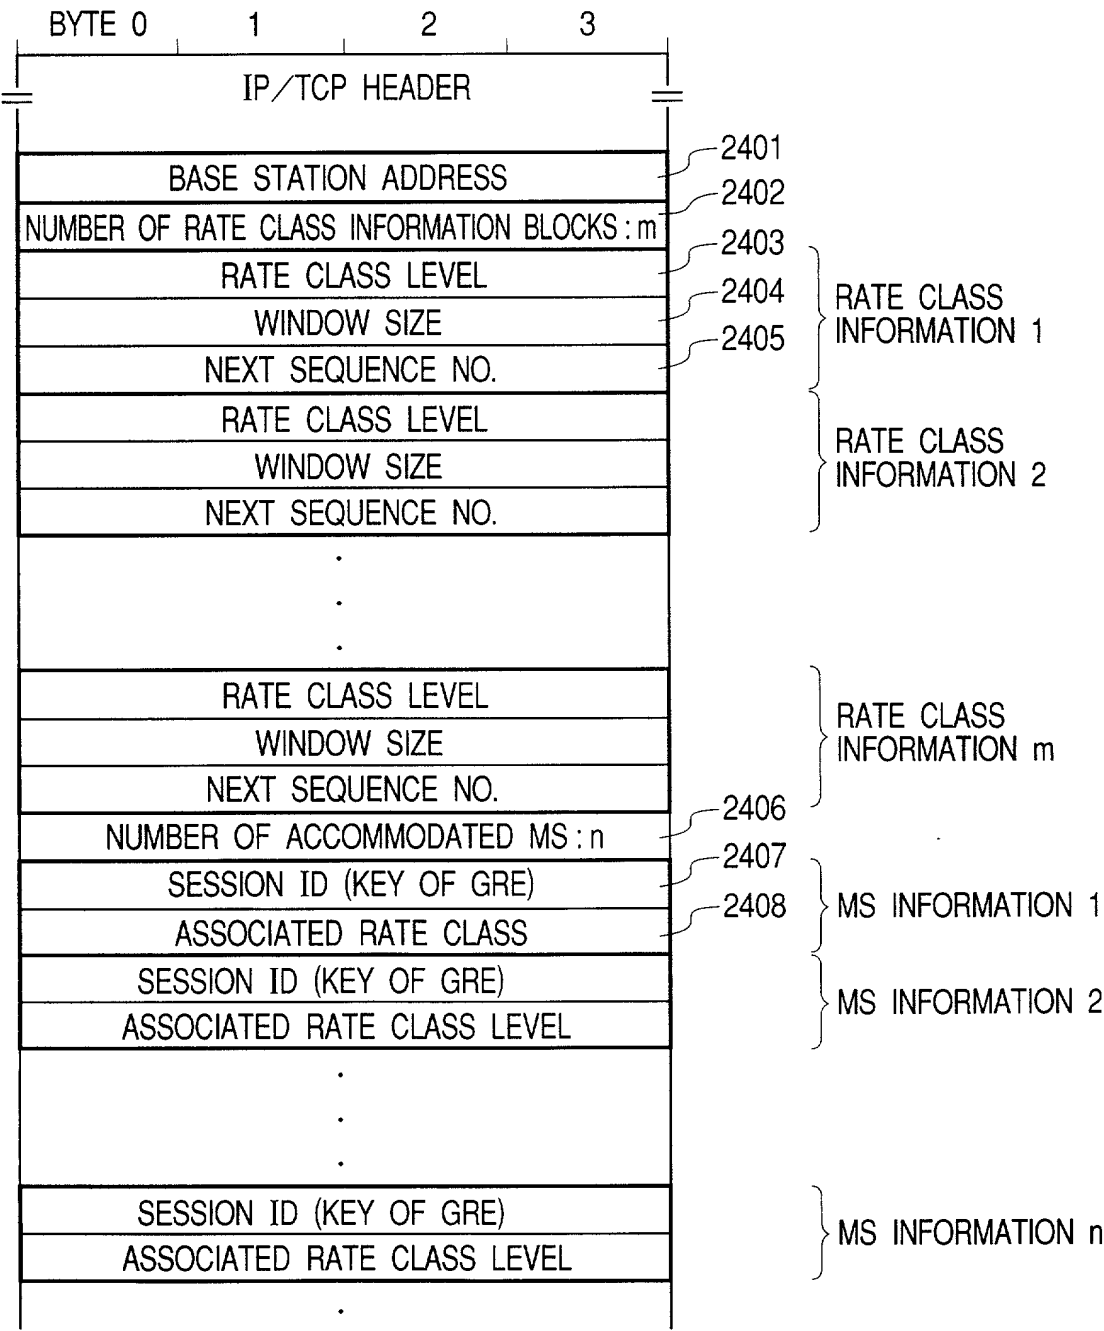 BYTE 0 1 2 3
IP/TCP HEADER
BASE STATION ADDRESS 2401
NUMBER OF RATE CLASS INFORMATION BLOCKS : m 2402
RATE CLASS LEVEL 2403
WINDOW SIZE 2404
NEXT SEQUENCE NO. 2405
RATE CLASS
INFORMATION 1
RATE CLASS LEVEL
WINDOW SIZE
NEXT SEQUENCE NO.
RATE CLASS
INFORMATION 2
RATE CLASS LEVEL
WINDOW SIZE
NEXT SEQUENCE NO.
RATE CLASS
INFORMATION m
NUMBER OF ACCOMMODATED MS : n 2406
SESSION ID (KEY OF GRE) 2407
ASSOCIATED RATE CLASS 2408
MS INFORMATION 1
SESSION ID (KEY OF GRE)
ASSOCIATED RATE CLASS LEVEL
MS INFORMATION 2
SESSION ID (KEY OF GRE)
ASSOCIATED RATE CLASS LEVEL
MS INFORMATION n